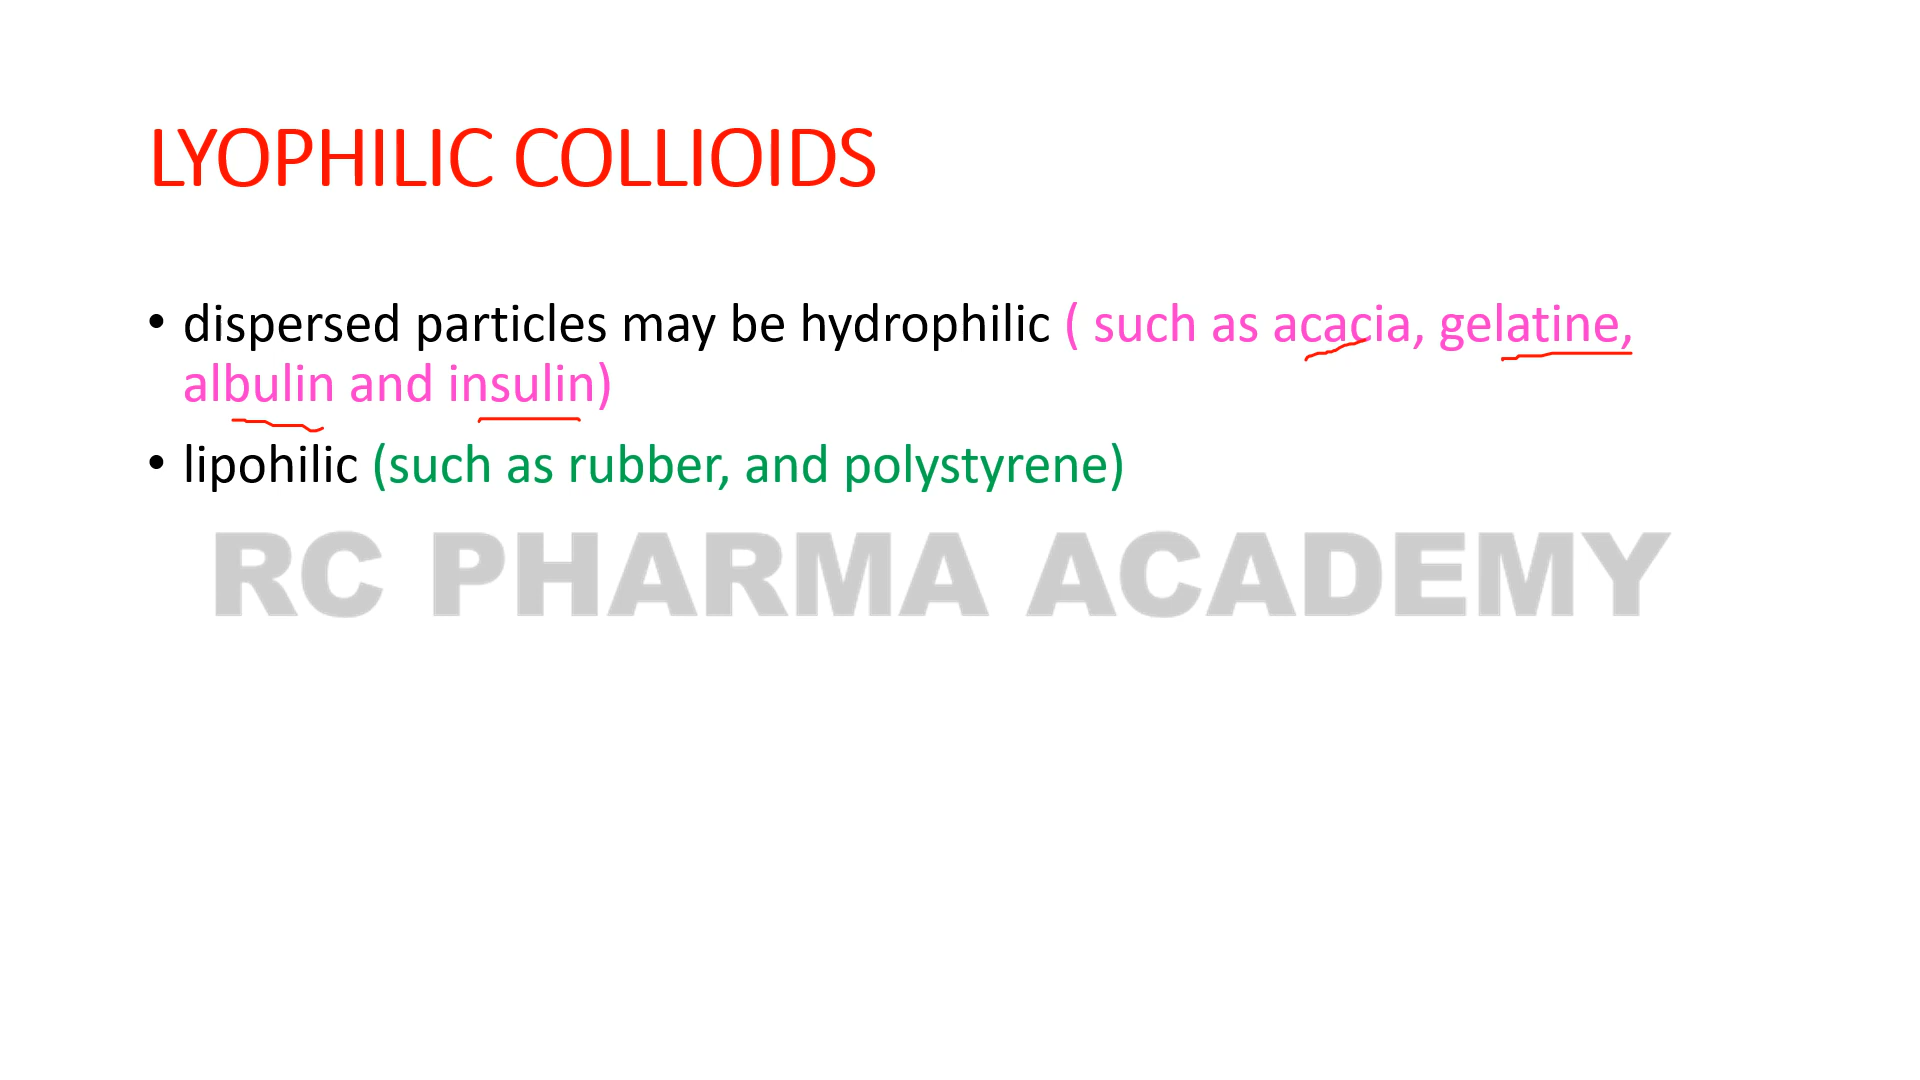 LYOPHILIC COLLIOIDS
• dispersed particles may be hydrophilic ( such as acacia, gelatine,
albulin and insulin)
• lipohilic (such as rubber, and polystyrene)
RC PHARMA ACADEMY